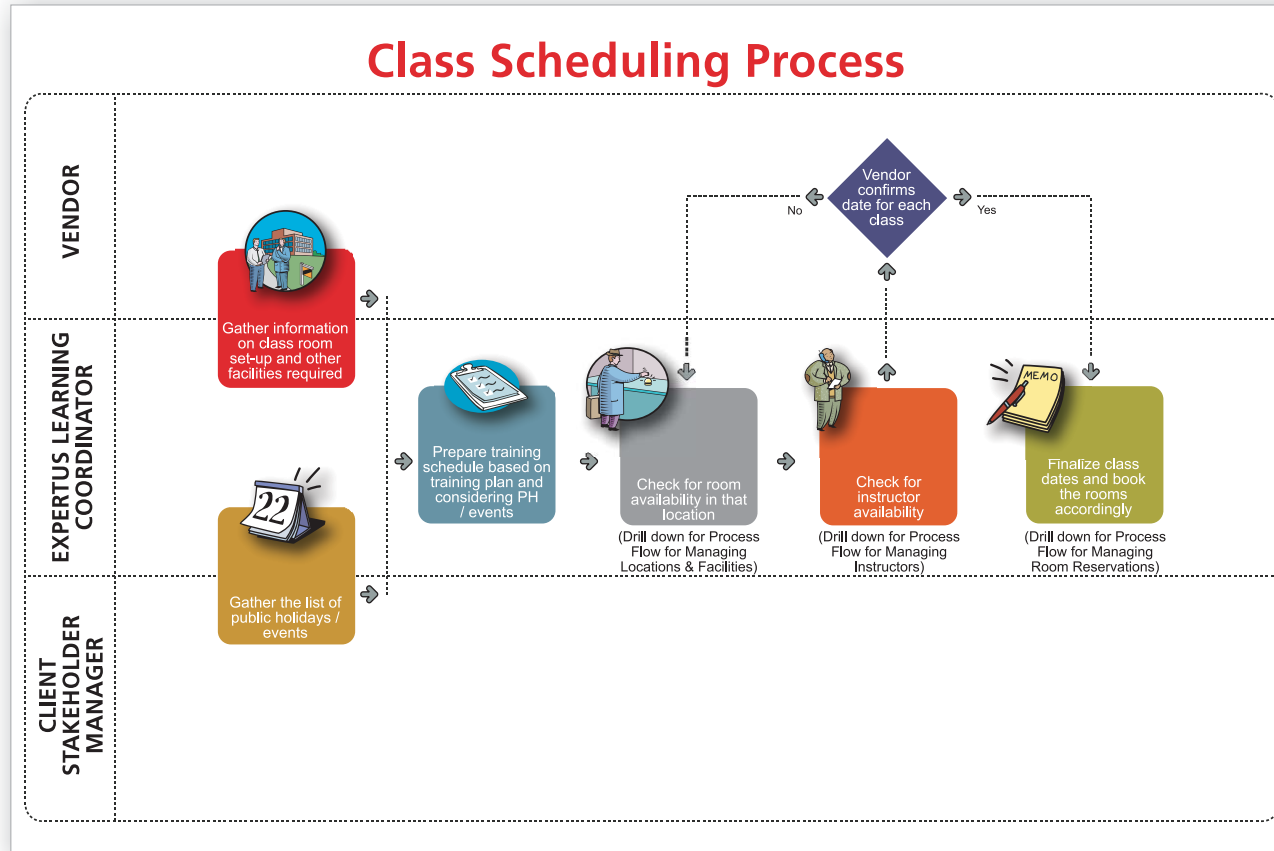 Class Scheduling Process
VENDOR
Vendor
confirms
date for each
class
No
Yes
Gather information
on class room
set-up and other
facilities required
EXPERTUS LEARNING
COORDINATOR
22
Prepare training
schedule based on
training plan and
considering PH
/ events
Check for room
availability in that
location
(Drill down for Process
Flow for Managing
Locations & Facilities)
Check for
instructor
availability
(Drill down for Process
Flow for Managing
Instructors)
MEMO
Finalize class
dates and book
the rooms
accordingly
(Drill down for Process
Flow for Managing
Room Reservations)
Gather the list of
public holidays /
events
CLIENT
STAKEHOLDER
MANAGER